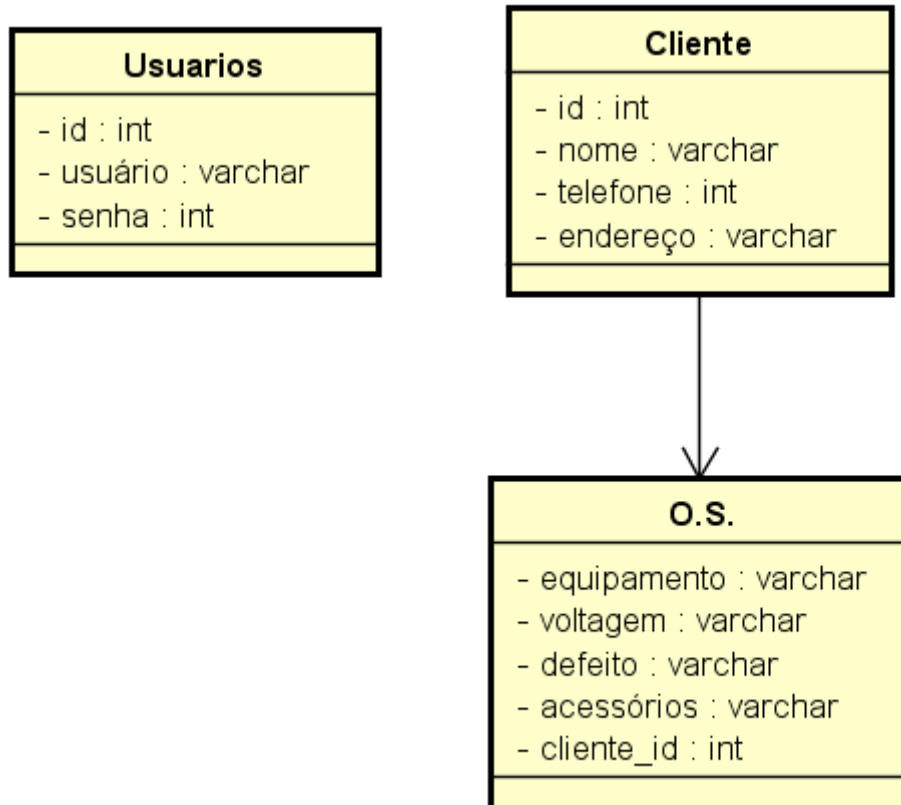 Usuarios
- id : int
- usuário : varchar
- senha : int
Cliente
- id : int
- nome : varchar
- telefone : int
- endereço : varchar
O.S.
- equipamento : varchar
- voltagem : varchar
- defeito : varchar
- acessórios : varchar
- cliente_id : int